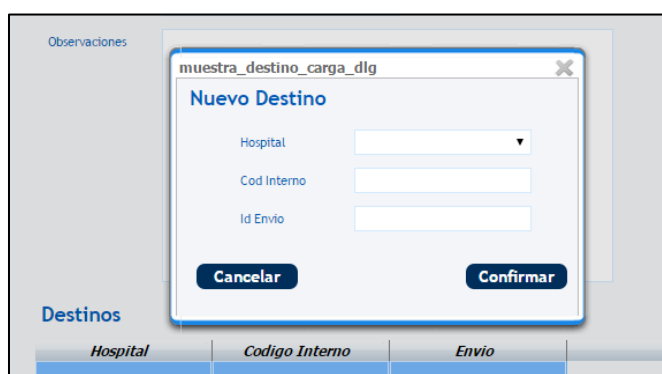 Observaciones
muestra_destino_carga_dlg
Nuevo Destino
Hospital
Cod Interno
Id Envio
Cancelar Confirmar
Destinos
Hospital Codigo Interno Envio